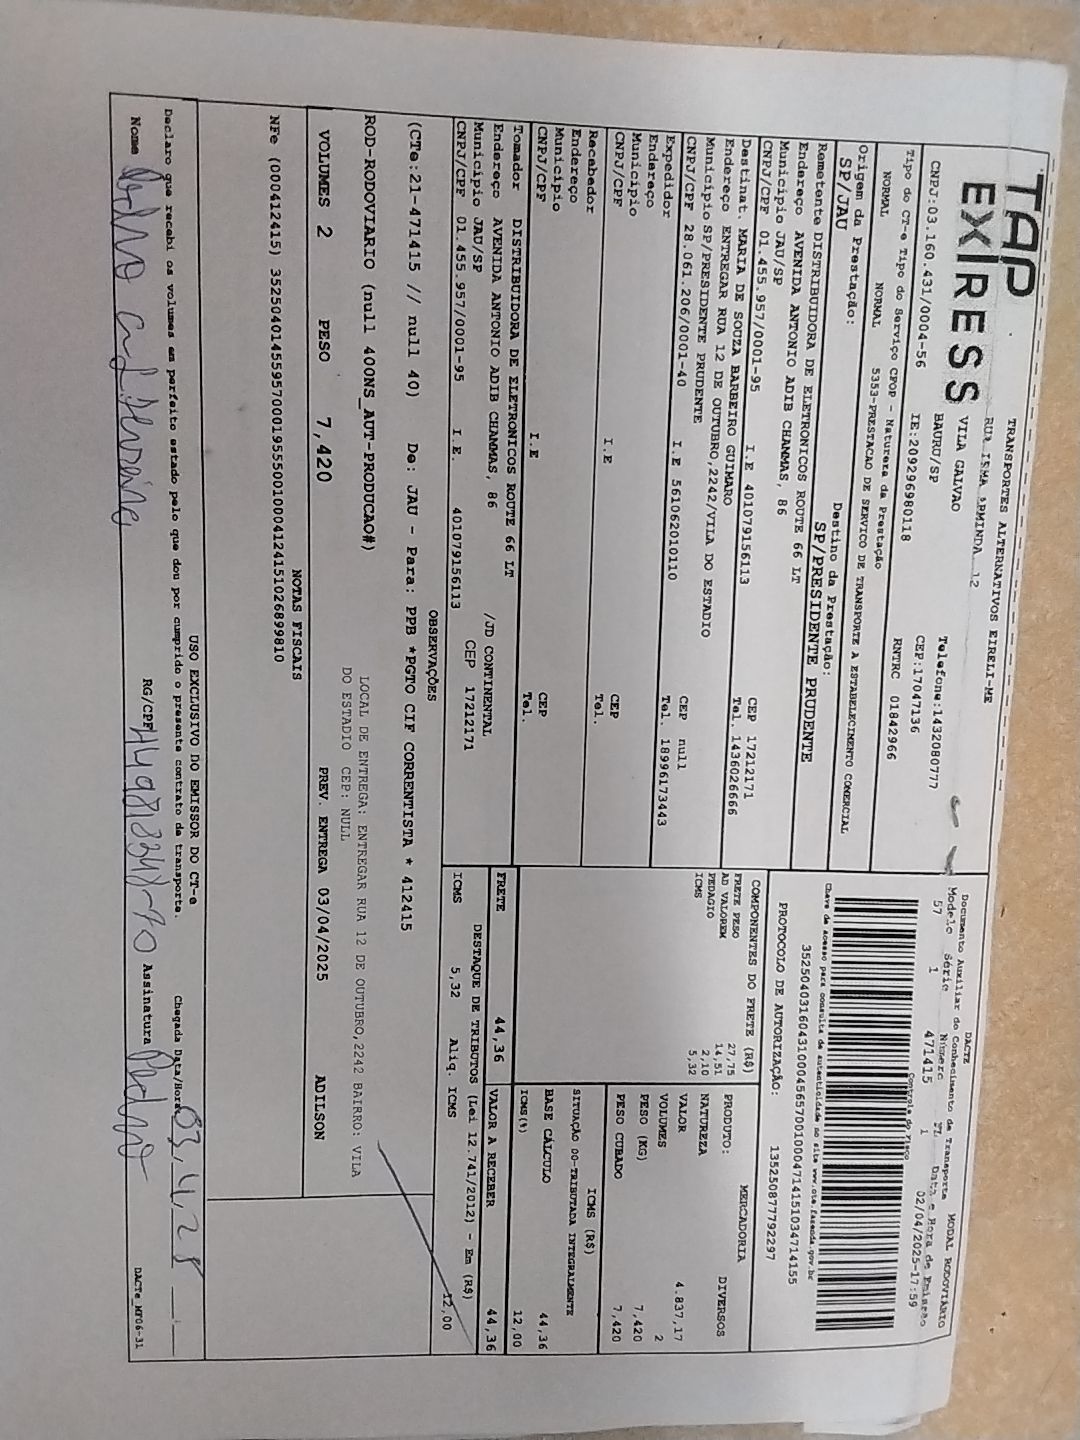 TAP
EXPRESS
TRANSPORTES ALTERNATIVOS EIRELI-ME
RUA IRMA ARMINDA 12
VILA GALVAO
BAURU/SP
Telefone:1432080777
CEP:17047136
CNPJ:03.160.431/0004-56
IE:209296980118
RNTRC 01842966
Tipo do CT-e Tipo do Serviço CFOP - Natureza da Prestação
NORMAL NORMAL 5353-PRESTACAO DE SERVICO DE TRANSPORTE A ESTABELECIMENTO COMERCIAL
Origem da Prestação: Destino da Prestação:
SP/JAU SP/PRESIDENTE PRUDENTE
Remetente DISTRIBUIDORA DE ELETRONICOS ROUTE 66 LT
Endereço AVENIDA ANTONIO ADIB CHAMMAS, 86
Município JAU/SP CEP 17212171
CNPJ/CPF 01.455.957/0001-95 I.E 401079156113 Tel. 1436026666
Destinat. MARIA DE SOUZA BARBEIRO GUIMARO
Endereço ENTREGAR RUA 12 DE OUTUBRO,2242/VILA DO ESTADIO
Município SP/PRESIDENTE PRUDENTE CEP null
CNPJ/CPF 28.061.206/0001-40 I.E 561062010110 Tel. 18996173443
Expedidor
Endereço
Município CEP
CNPJ/CPF I.E Tel.
Recebedor
Endereço
Município CEP
CNPJ/CPF I.E Tel.
Tomador DISTRIBUIDORA DE ELETRONICOS ROUTE 66 LT
Endereço AVENIDA ANTONIO ADIB CHAMMAS, 86 /JD CONTINENTAL
Município JAU/SP CEP 17212171
CNPJ/CPF 01.455.957/0001-95 I.E. 401079156113
DACTE MODAL RODOVIÁRIO
Documento Auxiliar do Conhecimento de Transporte
Modelo Série Número FL Data e Hora de Emissão
57 1 471415 1 02/04/2025-17:59
Controle do Fisco
Chave de acesso para consulta de autenticidade no site www.cte.fazenda.gov.br
35250403160431000456570010004714151034714155
PROTOCOLO DE AUTORIZAÇÃO: 135250877792297
COMPONENTES DO FRETE (R$)
FRETE PESO 27,75
AD VALOREM 14,51
PEDAGIO 2,10
ICMS 5,32
MERCADORIA
PRODUTO: DIVERSOS
NATUREZA
VALOR 4.837,17
VOLUMES 2
PESO (KG) 7,420
PESO CUBADO 7,420
ICMS (R$)
SITUAÇÃO 00-TRIBUTADA INTEGRALMENTE
BASE CÁLCULO 44,36
ICMS(%) 12,00
FRETE 44,36 VALOR A RECEBER 44,36
DESTAQUE DE TRIBUTOS (Lei 12.741/2012) - Em (R$)
ICMS 5,32 Aliq. ICMS 12,00
OBSERVAÇÕES
(CTe:21-471415 // null 40) De: JAU - Para: PPB *PGTO CIF CORRENTISTA * 412415
ROD-RODOVIARIO (null 400NS_AUT-PRODUCAO#)
LOCAL DE ENTREGA: ENTREGAR RUA 12 DE OUTUBRO,2242 BAIRRO: VILA
DO ESTADIO CEP: NULL
VOLUMES 2 PESO 7,420 PREV. ENTREGA 03/04/2025 ADILSON
NOTAS FISCAIS
NFe (000412415) 35250401455957000195550010004124151026899810
USO EXCLUSIVO DO EMISSOR DO CT-e
Declaro que recebi os volumes em perfeito estado pelo que dou por cumprido o presente contrato de transporte.
Chegada Data/Hora
Nome Pedro RG/CPF Assinatura Pedro
DACTe_MT06-31